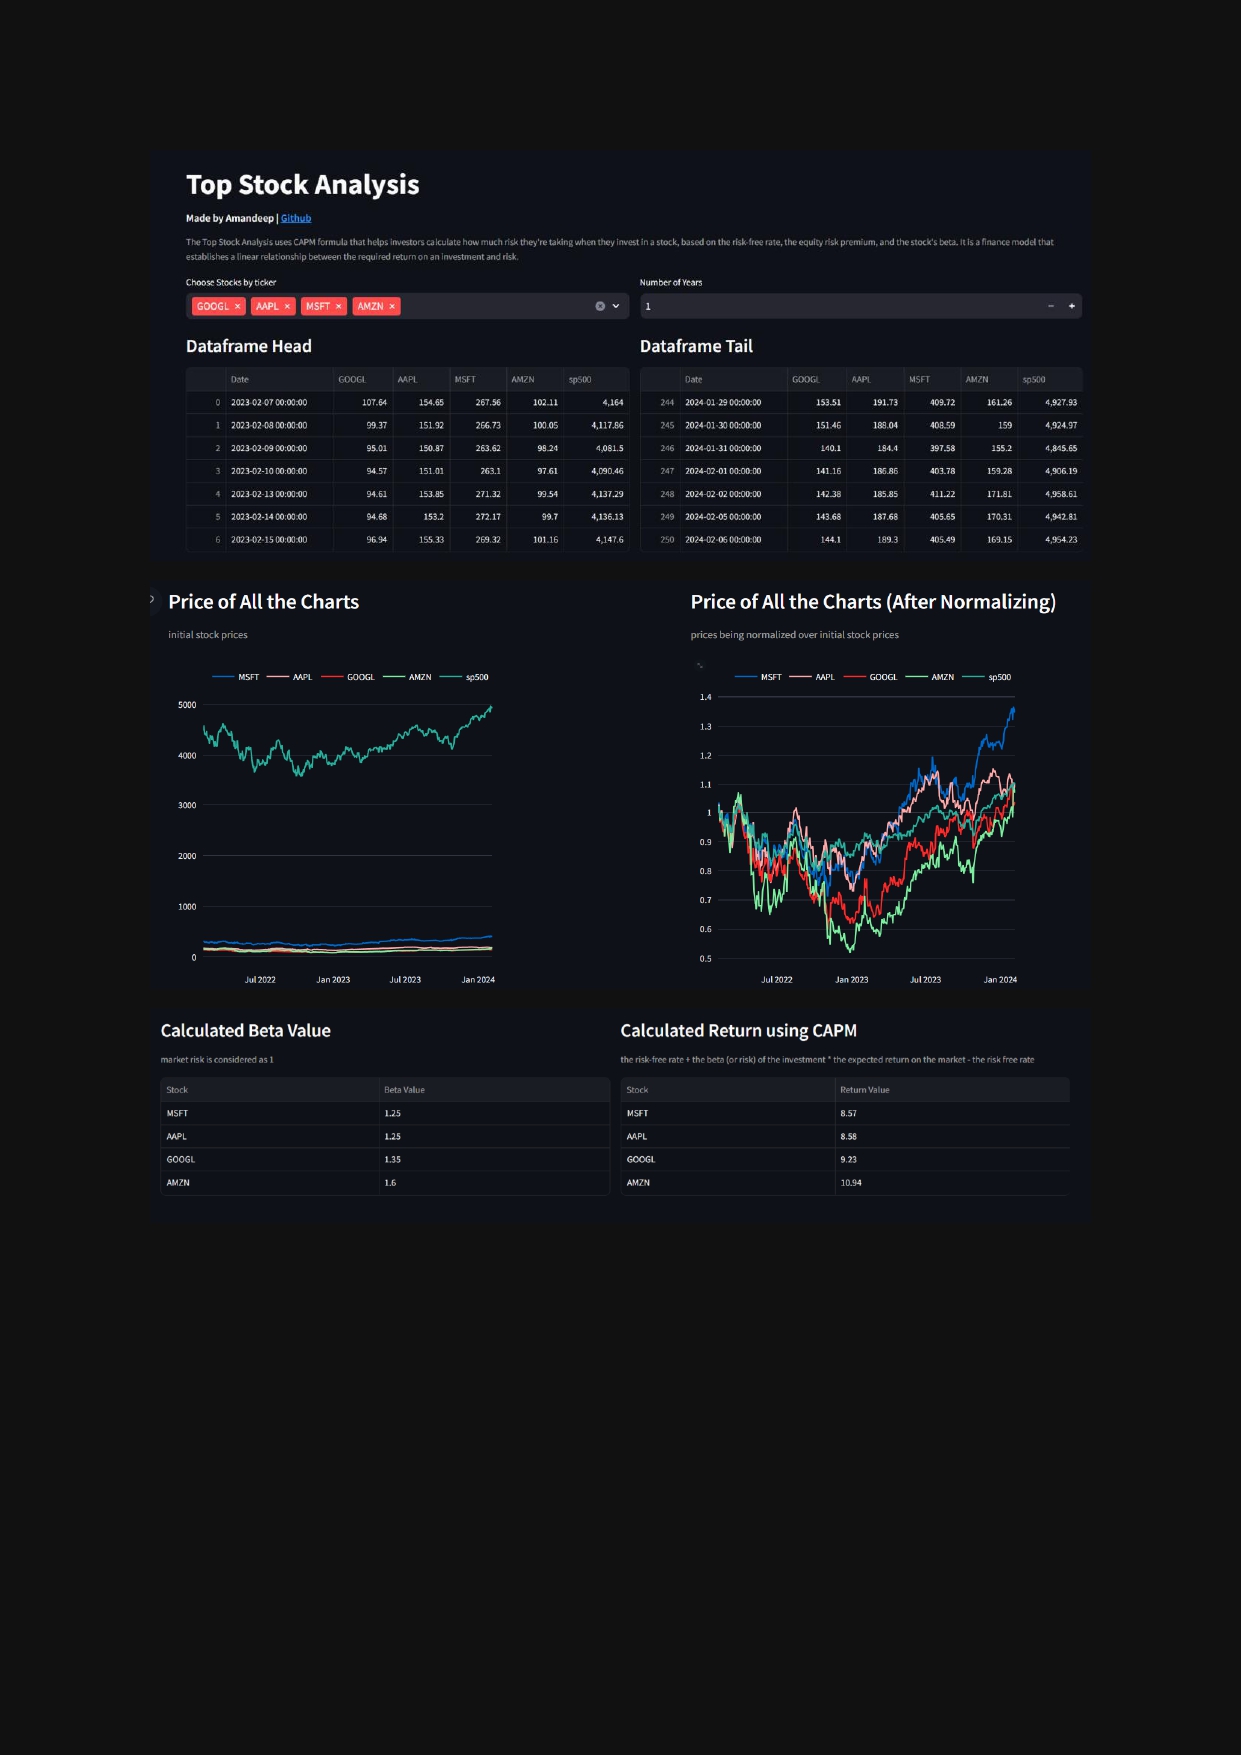 Top Stock Analysis
Made by Amandeep | Github
The Top Stock Analysis uses CAPM formula that helps investors calculate how much risk they're taking when they invest in a stock, based on the risk-free rate, the equity risk premium, and the stock's beta. It is a finance model that
establishes a linear relationship between the required return on an investment and risk.
Choose Stocks by ticker
GOOGL × AAPL × MSFT × AMZN ×
Number of Years
1 − +
Dataframe Head
Date GOOGL AAPL MSFT AMZN sp500
0 2023-02-07 00:00:00 107.64 154.65 267.56 102.11 4,164
1 2023-02-08 00:00:00 99.37 151.92 266.73 100.05 4,117.86
2 2023-02-09 00:00:00 95.01 150.87 263.62 98.24 4,081.5
3 2023-02-10 00:00:00 94.57 151.01 263.1 97.61 4,090.46
4 2023-02-13 00:00:00 94.61 153.85 271.32 99.54 4,137.29
5 2023-02-14 00:00:00 94.68 153.2 272.17 99.7 4,136.13
6 2023-02-15 00:00:00 96.94 155.33 269.32 101.16 4,147.6
Dataframe Tail
Date GOOGL AAPL MSFT AMZN sp500
244 2024-01-29 00:00:00 153.51 191.73 409.72 161.26 4,927.93
245 2024-01-30 00:00:00 151.46 188.04 408.59 159 4,924.97
246 2024-01-31 00:00:00 140.1 184.4 397.58 155.2 4,845.65
247 2024-02-01 00:00:00 141.16 186.86 403.78 159.28 4,906.19
248 2024-02-02 00:00:00 142.38 185.85 411.22 171.81 4,958.61
249 2024-02-05 00:00:00 143.68 187.68 405.65 170.31 4,942.81
250 2024-02-06 00:00:00 144.1 189.3 405.49 169.15 4,954.23
Price of All the Charts
initial stock prices
MSFT AAPL GOOGL AMZN sp500
5000
4000
3000
2000
1000
0
Jul 2022 Jan 2023 Jul 2023 Jan 2024
Price of All the Charts (After Normalizing)
prices being normalized over initial stock prices
MSFT AAPL GOOGL AMZN sp500
1.4
1.3
1.2
1.1
1
0.9
0.8
0.7
0.6
0.5
Jul 2022 Jan 2023 Jul 2023 Jan 2024
Calculated Beta Value
market risk is considered as 1
Stock Beta Value
MSFT 1.25
AAPL 1.25
GOOGL 1.35
AMZN 1.6
Calculated Return using CAPM
the risk-free rate + the beta (or risk) of the investment * the expected return on the market - the risk free rate
Stock Return Value
MSFT 8.57
AAPL 8.58
GOOGL 9.23
AMZN 10.94